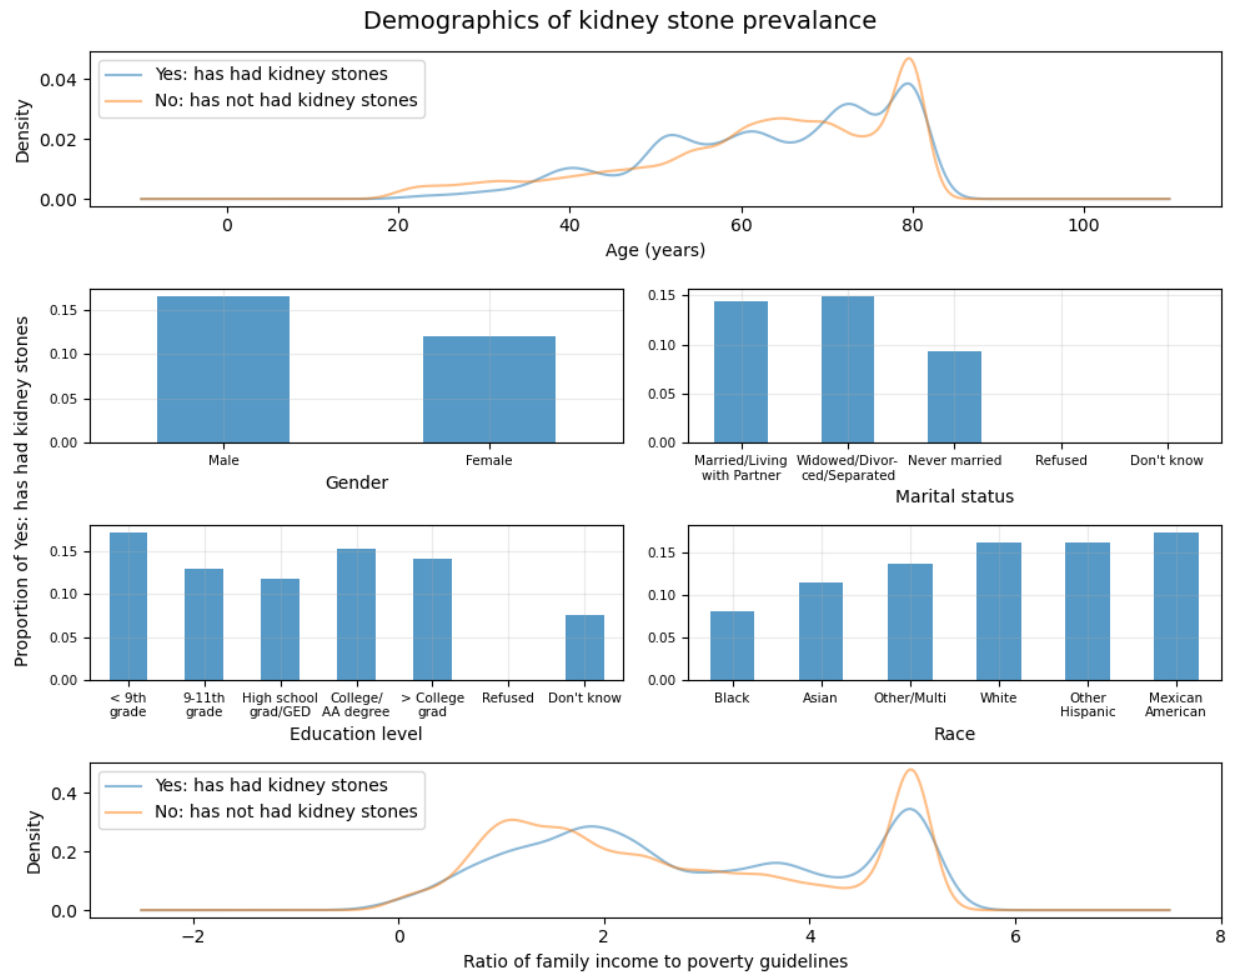 Demographics of kidney stone prevalance
Yes: has had kidney stones
No: has not had kidney stones
Density
0.04
0.02
0.00
0
20
40
60
80
100
Age (years)
Proportion of Yes: has had kidney stones
0.15
0.10
0.05
0.00
Male
Female
Gender
0.15
0.10
0.05
0.00
Married/Living
with Partner
Widowed/Divor-
ced/Separated
Never married
Refused
Don't know
Marital status
0.15
0.10
0.05
0.00
< 9th
grade
9-11th
grade
High school
grad/GED
College/
AA degree
> College
grad
Refused
Don't know
Education level
0.15
0.10
0.05
0.00
Black
Asian
Other/Multi
White
Other
Hispanic
Mexican
American
Race
Yes: has had kidney stones
No: has not had kidney stones
Density
0.4
0.2
0.0
−2
0
2
4
6
8
Ratio of family income to poverty guidelines